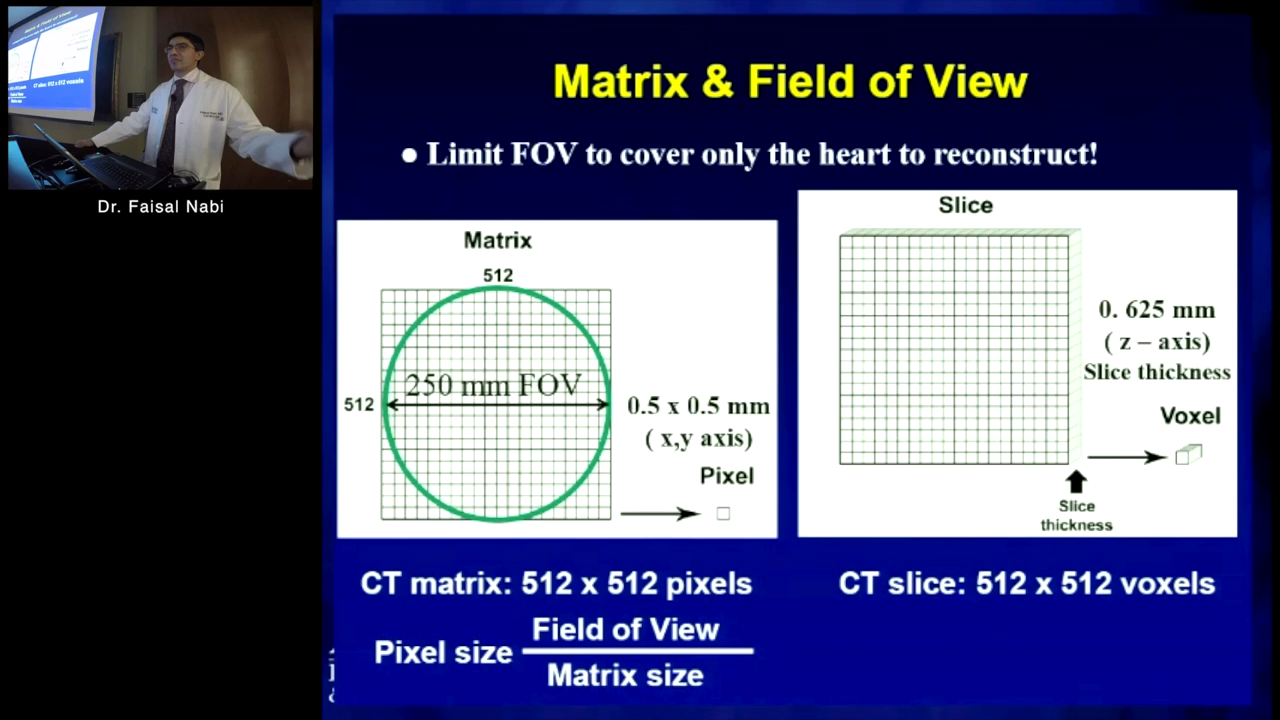 Matrix & Field of View
● Limit FOV to cover only the heart to reconstruct!
Dr. Faisal Nabi
Matrix
512
512
250 mm FOV
0.5 x 0.5 mm
( x,y axis)
Pixel
Slice
0. 625 mm
( z – axis)
Slice thickness
Voxel
Slice
thickness
CT matrix: 512 x 512 pixels
CT slice: 512 x 512 voxels
Pixel size
Field of View
Matrix size